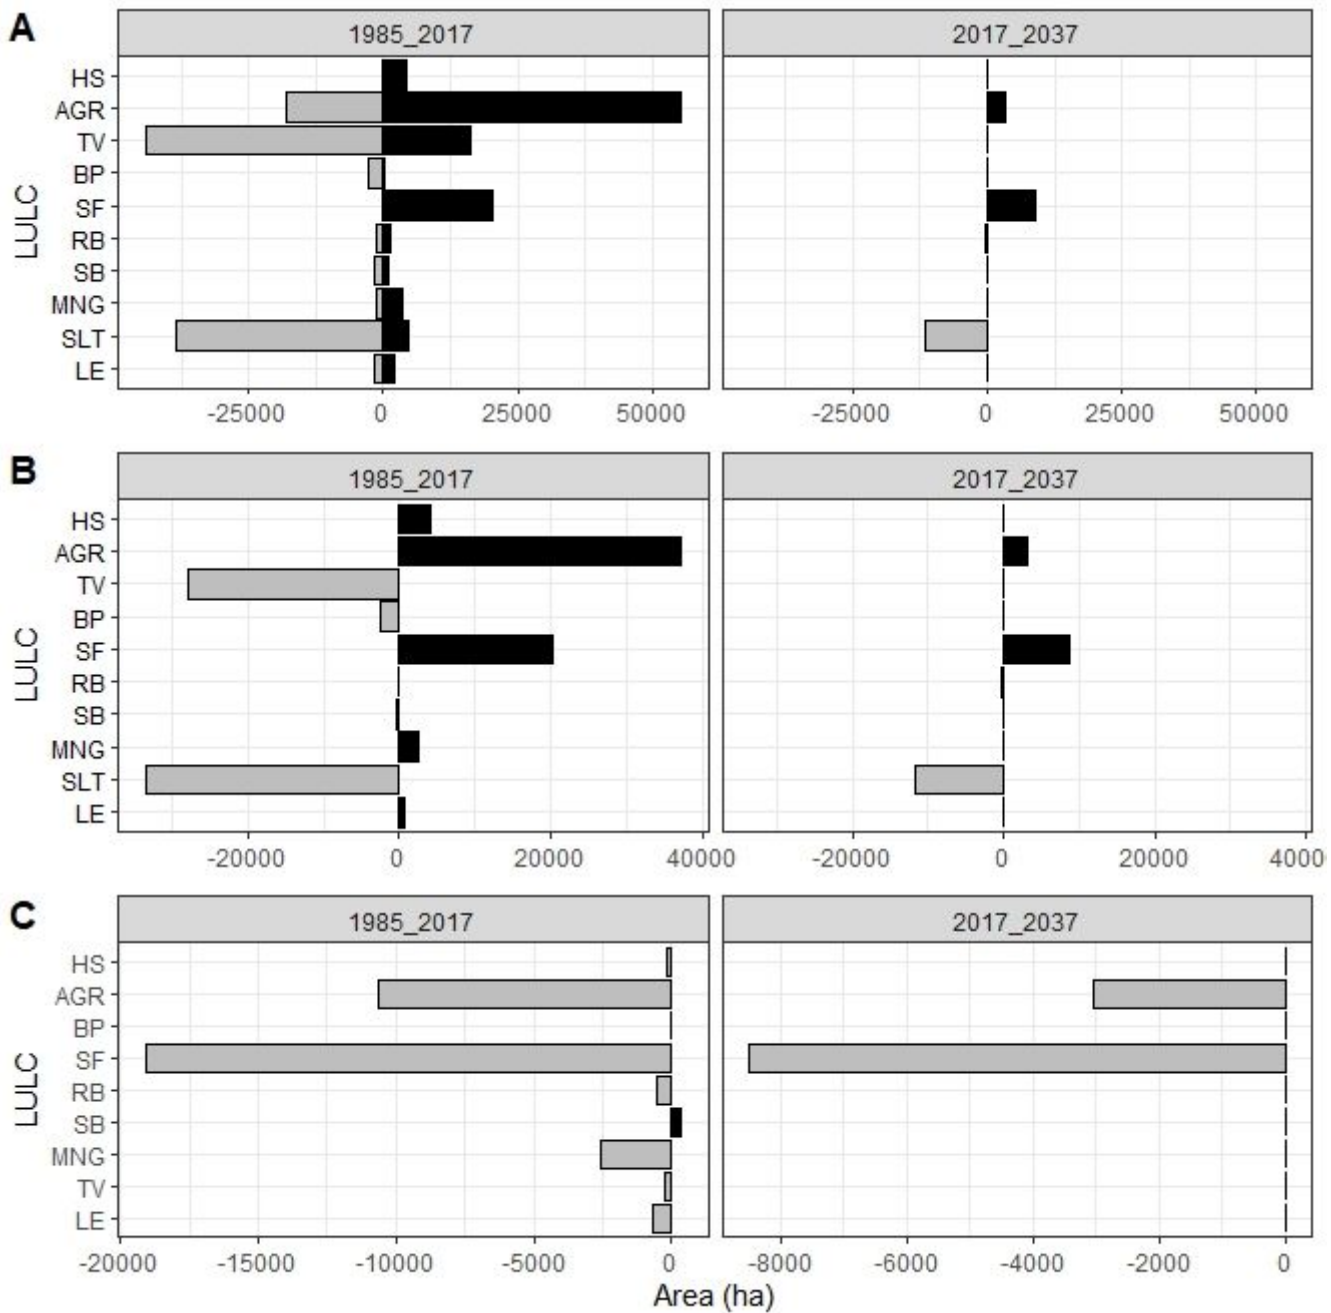 A
1985_2017 2017_2037
HS
AGR
TV
BP
SF
RB
SB
MNG
SLT
LE
LULC
-25000 0 25000 50000 -25000 0 25000 50000
B
1985_2017 2017_2037
HS
AGR
TV
BP
SF
RB
SB
MNG
SLT
LE
LULC
-20000 0 20000 40000 -20000 0 20000 4000
C
1985_2017 2017_2037
HS
AGR
BP
SF
RB
SB
MNG
TV
LE
LULC
-20000 -15000 -10000 -5000 0 -8000 -6000 -4000 -2000 0
Area (ha)